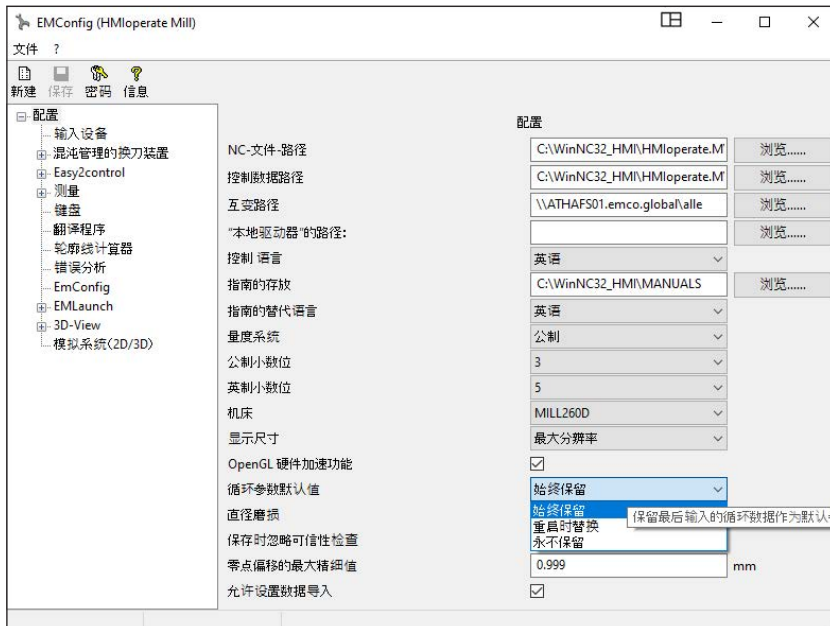 EMConfig (HMIoperate Mill)
文件 ?
新建 保存 密码 信息
配置
输入设备
混沌管理的换刀装置
Easy2control
测量
键盘
翻译程序
轮廓线计算器
错误分析
EmConfig
EMLaunch
3D-View
模拟系统(2D/3D)
配置
NC-文件-路径 C:\WinNC32_HMI\HMIoperate.M 浏览......
控制数据路径 C:\WinNC32_HMI\HMIoperate.M 浏览......
互变路径 \\ATHAFS01.emco.global\alle 浏览......
"本地驱动器"的路径: 浏览......
控制 语言 英语
指南的存放 C:\WinNC32_HMI\MANUALS 浏览......
指南的替代语言 英语
量度系统 公制
公制小数位 3
英制小数位 5
机床 MILL260D
显示尺寸 最大分辨率
OpenGL 硬件加速功能
循环参数默认值 始终保留
直径磨损 始终保留 保留最后输入的循环数据作为默认
重启时替换
保存时忽略可信性检查 永不保留
零点偏移的最大精细值 0.999 mm
允许设置数据导入